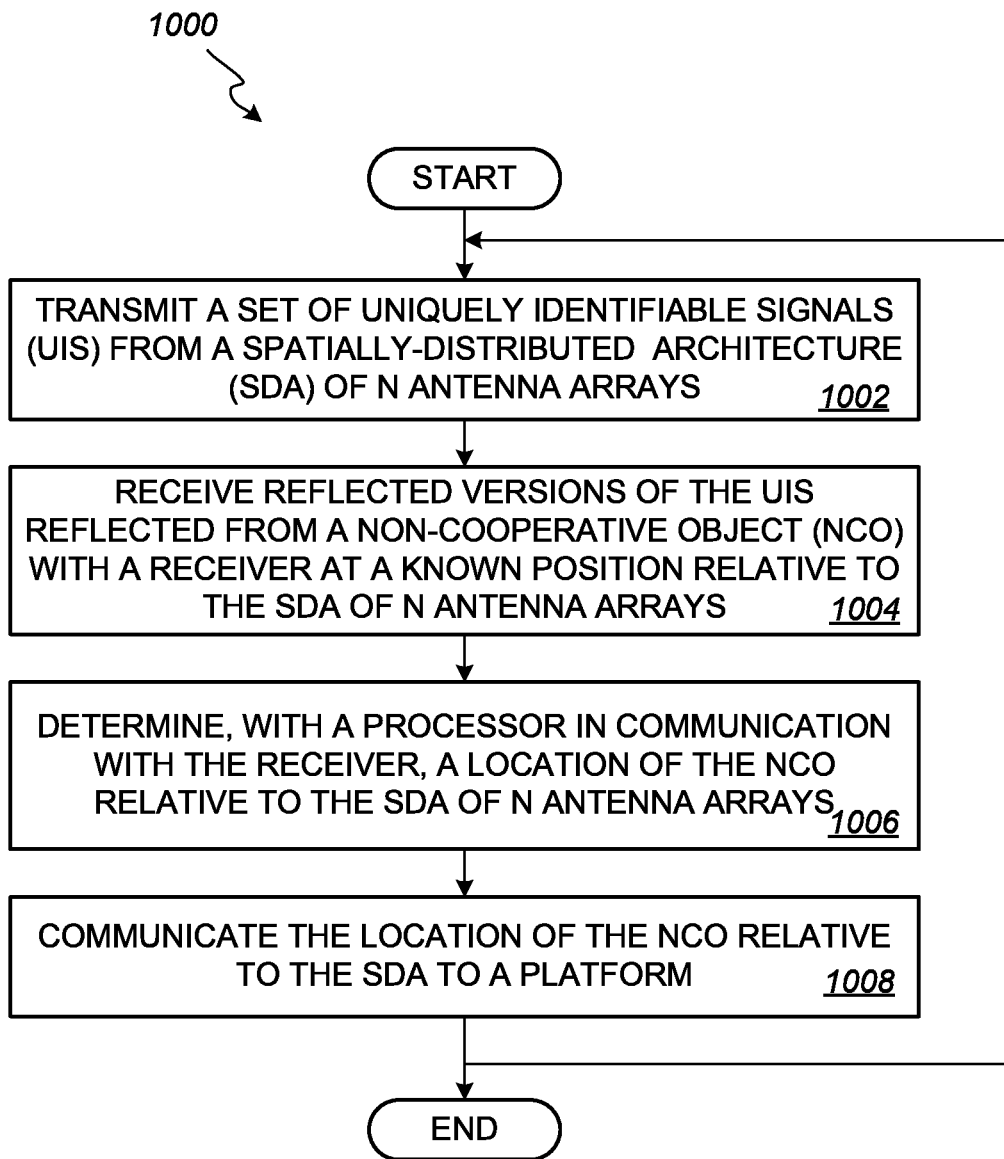 1000
START
TRANSMIT A SET OF UNIQUELY IDENTIFIABLE SIGNALS
(UIS) FROM A SPATIALLY-DISTRIBUTED ARCHITECTURE
(SDA) OF N ANTENNA ARRAYS
1002
RECEIVE REFLECTED VERSIONS OF THE UIS
REFLECTED FROM A NON-COOPERATIVE OBJECT (NCO)
WITH A RECEIVER AT A KNOWN POSITION RELATIVE TO
THE SDA OF N ANTENNA ARRAYS
1004
DETERMINE, WITH A PROCESSOR IN COMMUNICATION
WITH THE RECEIVER, A LOCATION OF THE NCO
RELATIVE TO THE SDA OF N ANTENNA ARRAYS
1006
COMMUNICATE THE LOCATION OF THE NCO RELATIVE
TO THE SDA TO A PLATFORM
1008
END